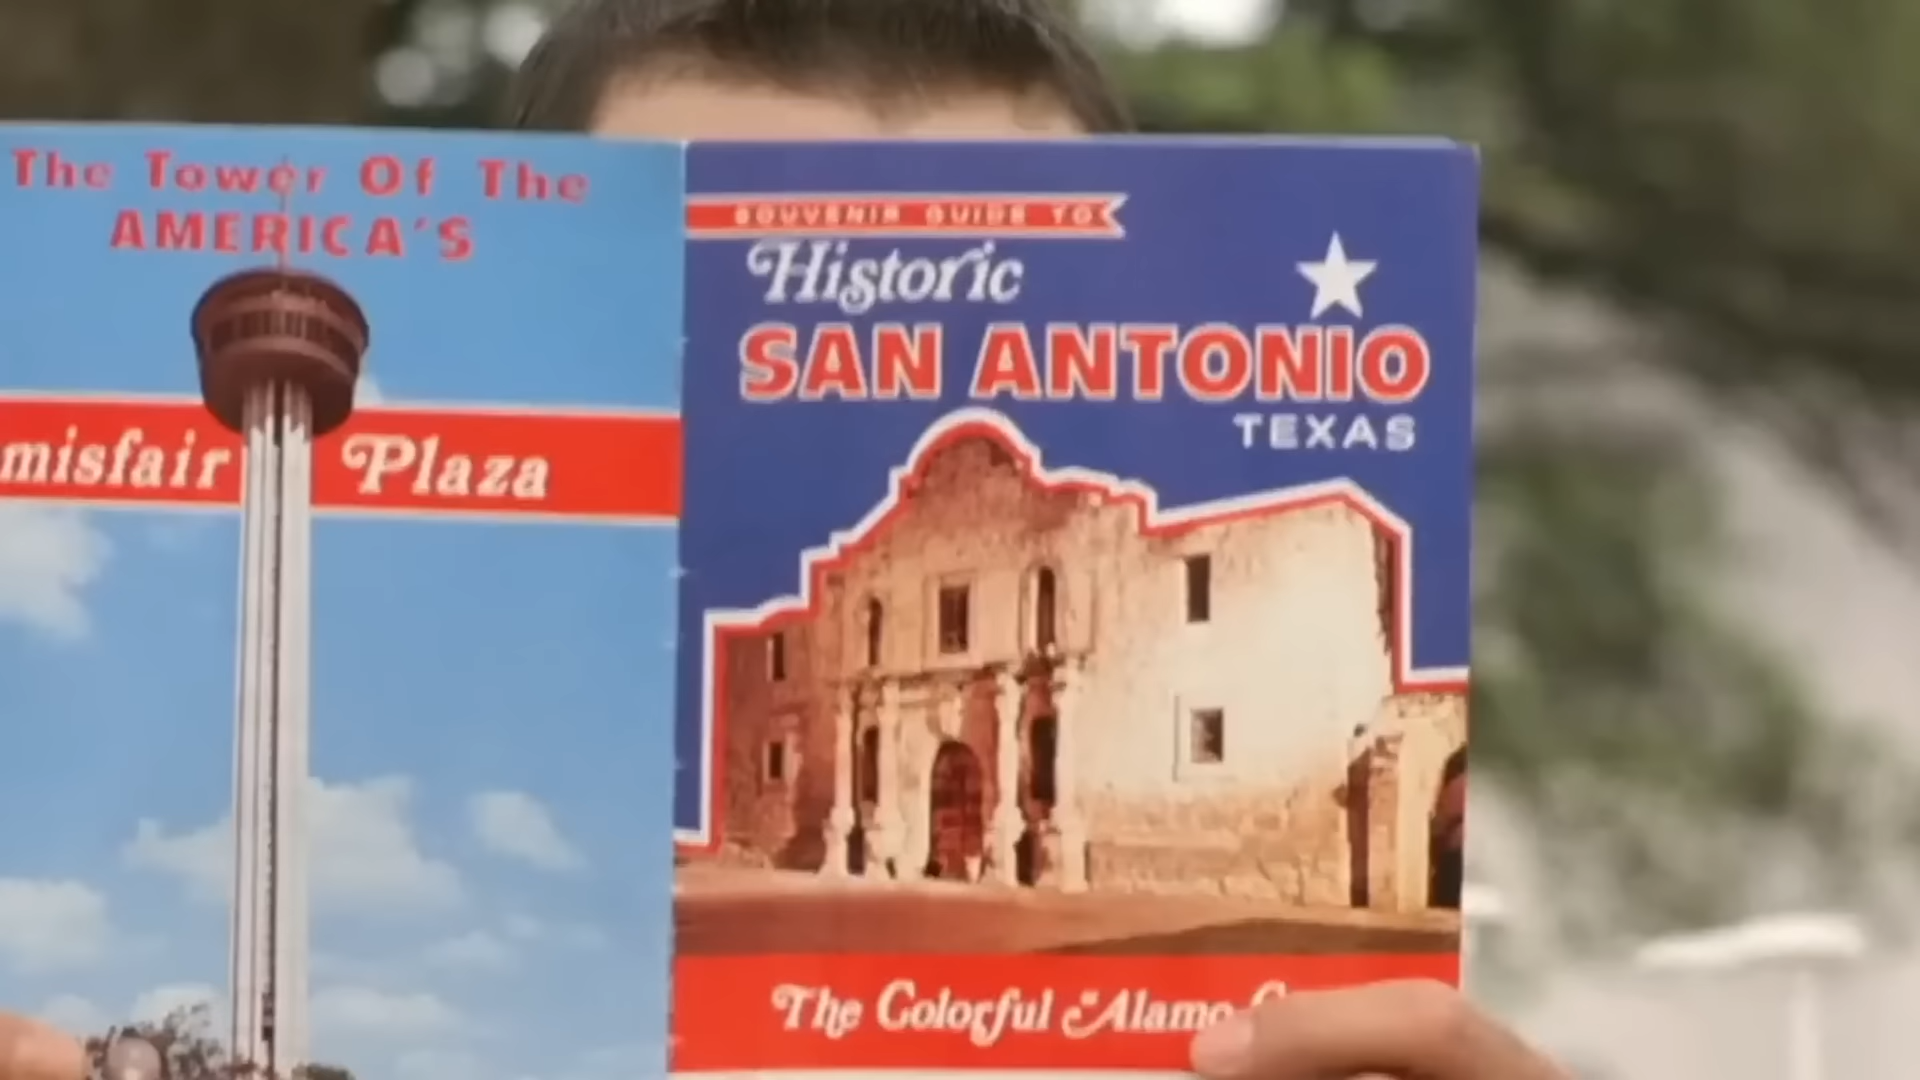 The Tower Of The
AMERICA'S
misfair Plaza
SOUVENIR GUIDE TO
Historic
SAN ANTONIO
TEXAS
The Colorful "Alamo